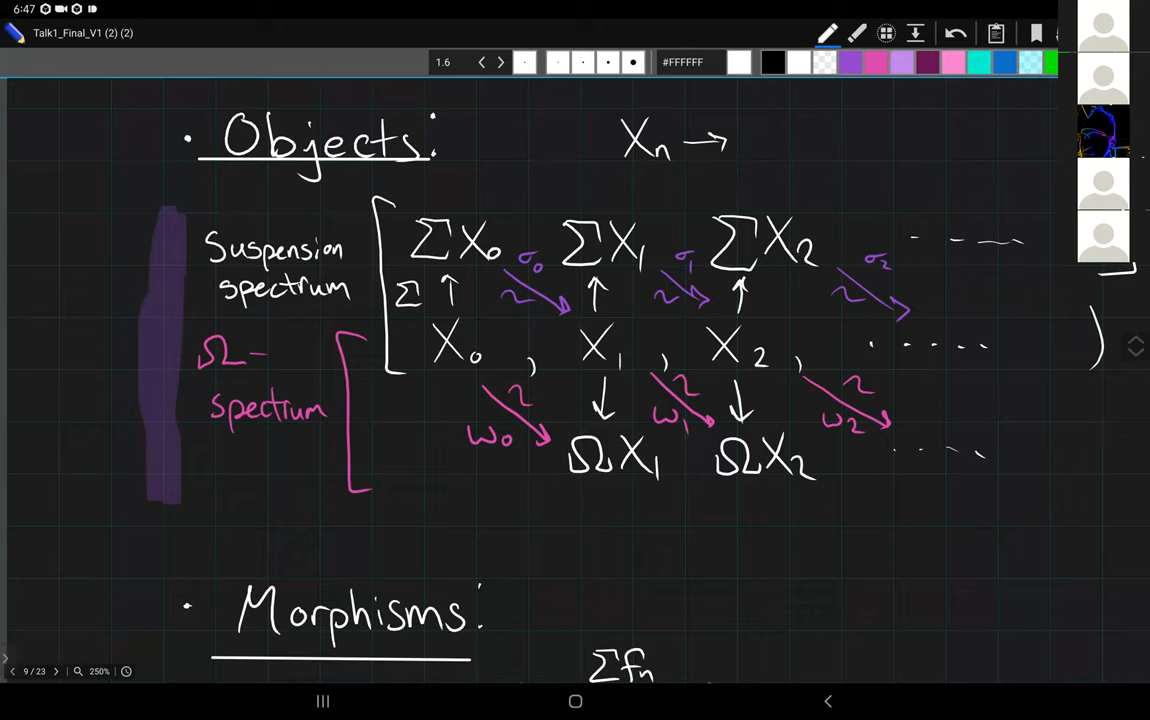 6:47
Talk1_Final_V1 (2) (2)
1.6
#FFFFFF
· Objects: Xₙ →
Suspension spectrum
ΣX₀ ΣX₁ ΣX₂ · - - - -
Σ ↑ σ₀ ~ ↑ σ₁ ~ ↑ σ₂ ~
X₀ , X₁ , X₂ , · · · · · )
Ω-spectrum
↓ ↓
~ ω₀ ~ ω₁ ~ ω₂
ΩX₁ ΩX₂ · · - - -
· Morphisms:
Σfₙ
9 / 23
250%